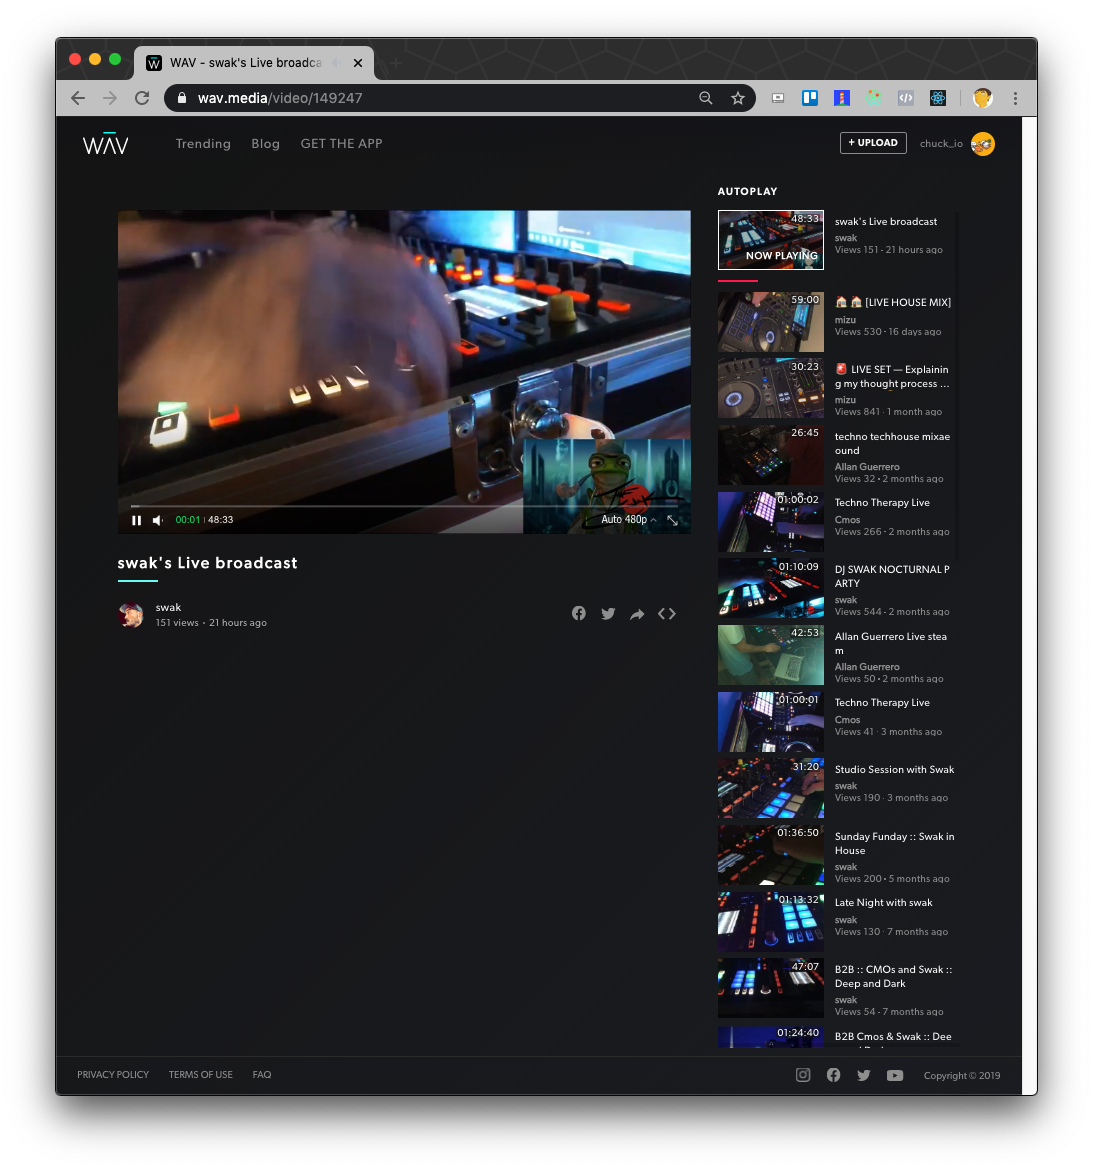 WAV - swak's Live broadca
wav.media/video/149247
WAV
Trending
Blog
GET THE APP
+ UPLOAD
chuck_io
AUTOPLAY
48:33
NOW PLAYING
swak's Live broadcast
swak
Views 151 · 21 hours ago
59:00
🏠 🏠 [LIVE HOUSE MIX]
mizu
Views 530 · 16 days ago
30:23
🚨 LIVE SET — Explainin
g my thought process ...
mizu
Views 841 · 1 month ago
26:45
techno techhouse mixae
ound
Allan Guerrero
Views 32 · 2 months ago
01:00:02
Techno Therapy Live
Cmos
Views 266 · 2 months ago
01:10:09
DJ SWAK NOCTURNAL P
ARTY
swak
Views 544 · 2 months ago
42:53
Allan Guerrero Live stea
m
Allan Guerrero
Views 50 · 2 months ago
01:00:01
Techno Therapy Live
Cmos
Views 41 · 3 months ago
31:20
Studio Session with Swak
swak
Views 190 · 3 months ago
01:36:50
Sunday Funday :: Swak in
House
swak
Views 200 · 5 months ago
01:13:32
Late Night with swak
swak
Views 130 · 7 months ago
47:07
B2B :: CMOs and Swak ::
Deep and Dark
swak
Views 54 · 7 months ago
01:24:40
B2B Cmos & Swak :: Dee
00:01 | 48:33
Auto 480p
swak's Live broadcast
swak
151 views · 21 hours ago
PRIVACY POLICY
TERMS OF USE
FAQ
Copyright © 2019